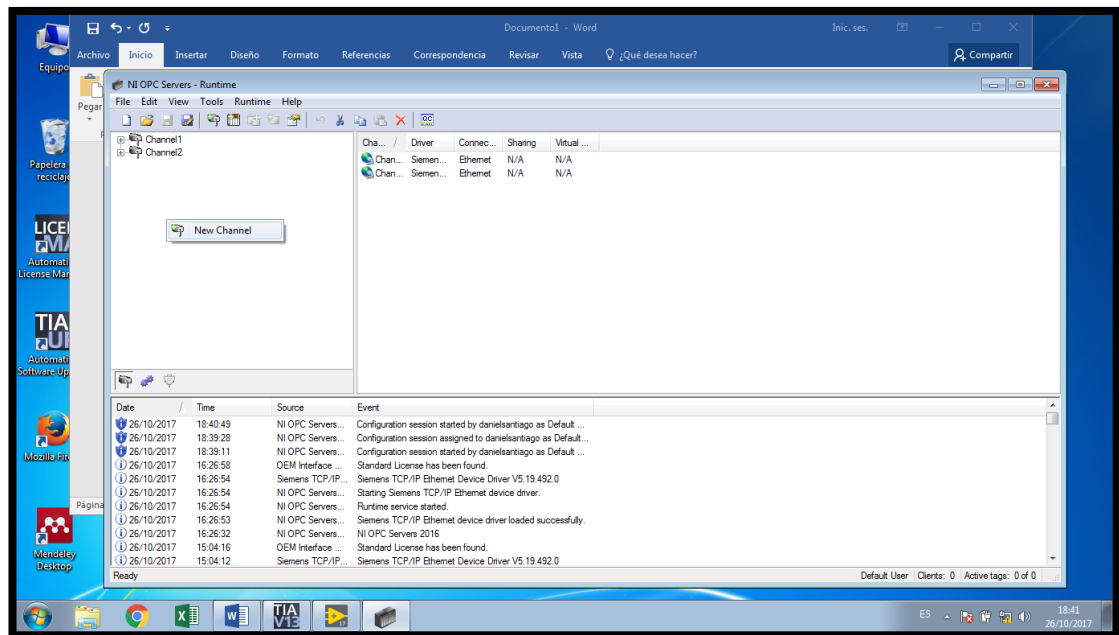 Documento1 - Word
Inic. ses.
Archivo Inicio Insertar Diseño Formato Referencias Correspondencia Revisar Vista ¿Qué desea hacer? Compartir
Equipo
Pegar
NI OPC Servers - Runtime
File Edit View Tools Runtime Help
Channel1
Channel2
New Channel
Cha... / Driver Connec... Sharing Virtual ...
Chan... Siemen... Ethernet N/A N/A
Chan... Siemen... Ethernet N/A N/A
Papelera
reciclaje
Automati
License Mar
TIA
Automati
Software Up
Mozilla Fire
Página
Mendeley
Desktop
Date / Time Source Event
26/10/2017 18:40:49 NI OPC Servers... Configuration session started by danielsantiago as Default ...
26/10/2017 18:39:28 NI OPC Servers... Configuration session assigned to danielsantiago as Default...
26/10/2017 18:39:11 NI OPC Servers... Configuration session started by danielsantiago as Default ...
26/10/2017 16:26:58 OEM Interface ... Standard License has been found.
26/10/2017 16:26:54 Siemens TCP/IP... Siemens TCP/IP Ethernet Device Driver V5.19.492.0
26/10/2017 16:26:54 NI OPC Servers... Starting Siemens TCP/IP Ethernet device driver.
26/10/2017 16:26:54 NI OPC Servers... Runtime service started.
26/10/2017 16:26:53 NI OPC Servers... Siemens TCP/IP Ethernet device driver loaded successfully.
26/10/2017 16:26:32 NI OPC Servers... NI OPC Servers 2016
26/10/2017 15:04:16 OEM Interface ... Standard License has been found.
26/10/2017 15:04:12 Siemens TCP/IP... Siemens TCP/IP Ethernet Device Driver V5.19.492.0
Ready
Default User Clients: 0 Active tags: 0 of 0
TIA
V13
ES
18:41
26/10/2017